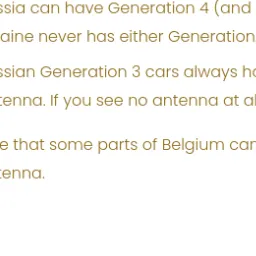 ssia can have Generation 4 (and
aine never has either Generation
ssian Generation 3 cars always ha
tenna. If you see no antenna at al
e that some parts of Belgium can
tenna.